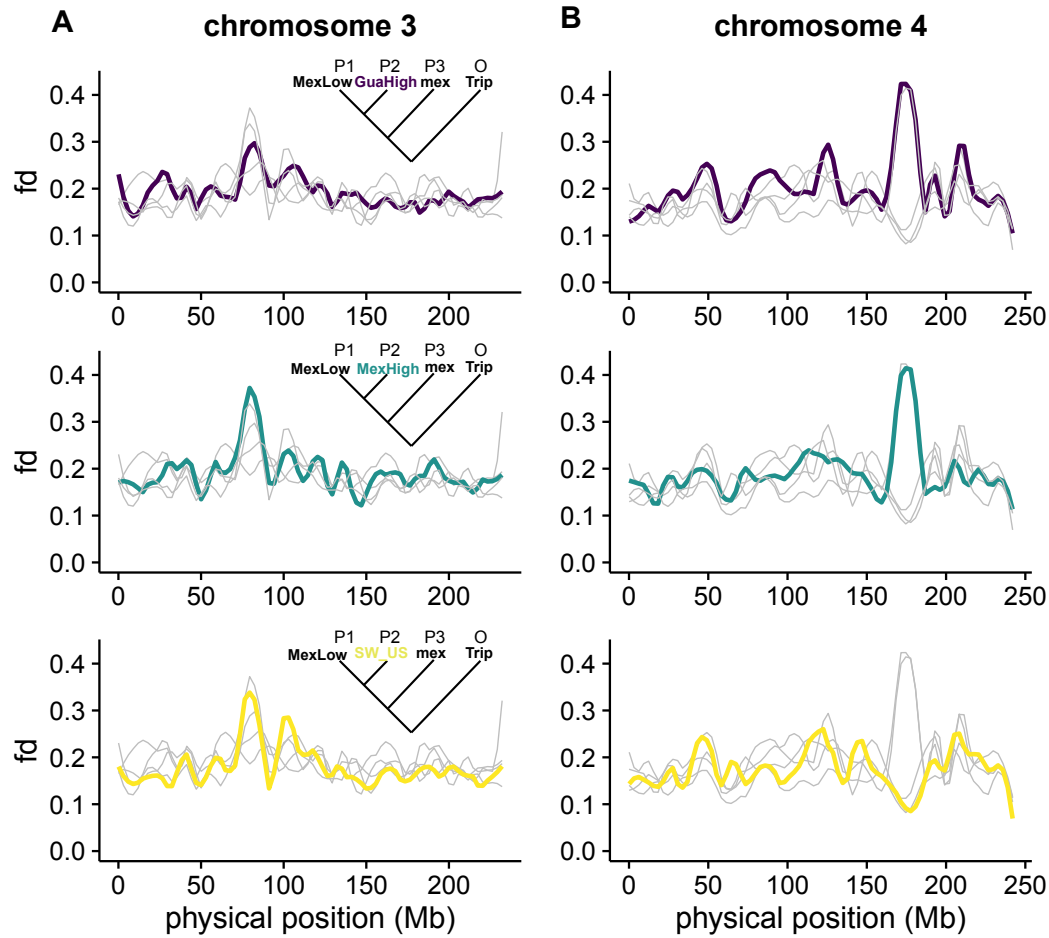 A
chromosome 3
B
chromosome 4
P1 P2 P3 O
MexLow GuaHigh mex Trip
fd
0.4
0.3
0.2
0.1
0.0
0 50 100 150 200
0.4
0.3
0.2
0.1
0.0
0 50 100 150 200 250
P1 P2 P3 O
MexLow MexHigh mex Trip
fd
0.4
0.3
0.2
0.1
0.0
0 50 100 150 200
0.4
0.3
0.2
0.1
0.0
0 50 100 150 200 250
P1 P2 P3 O
MexLow SW_US mex Trip
fd
0.4
0.3
0.2
0.1
0.0
0 50 100 150 200
physical position (Mb)
0.4
0.3
0.2
0.1
0.0
0 50 100 150 200 250
physical position (Mb)